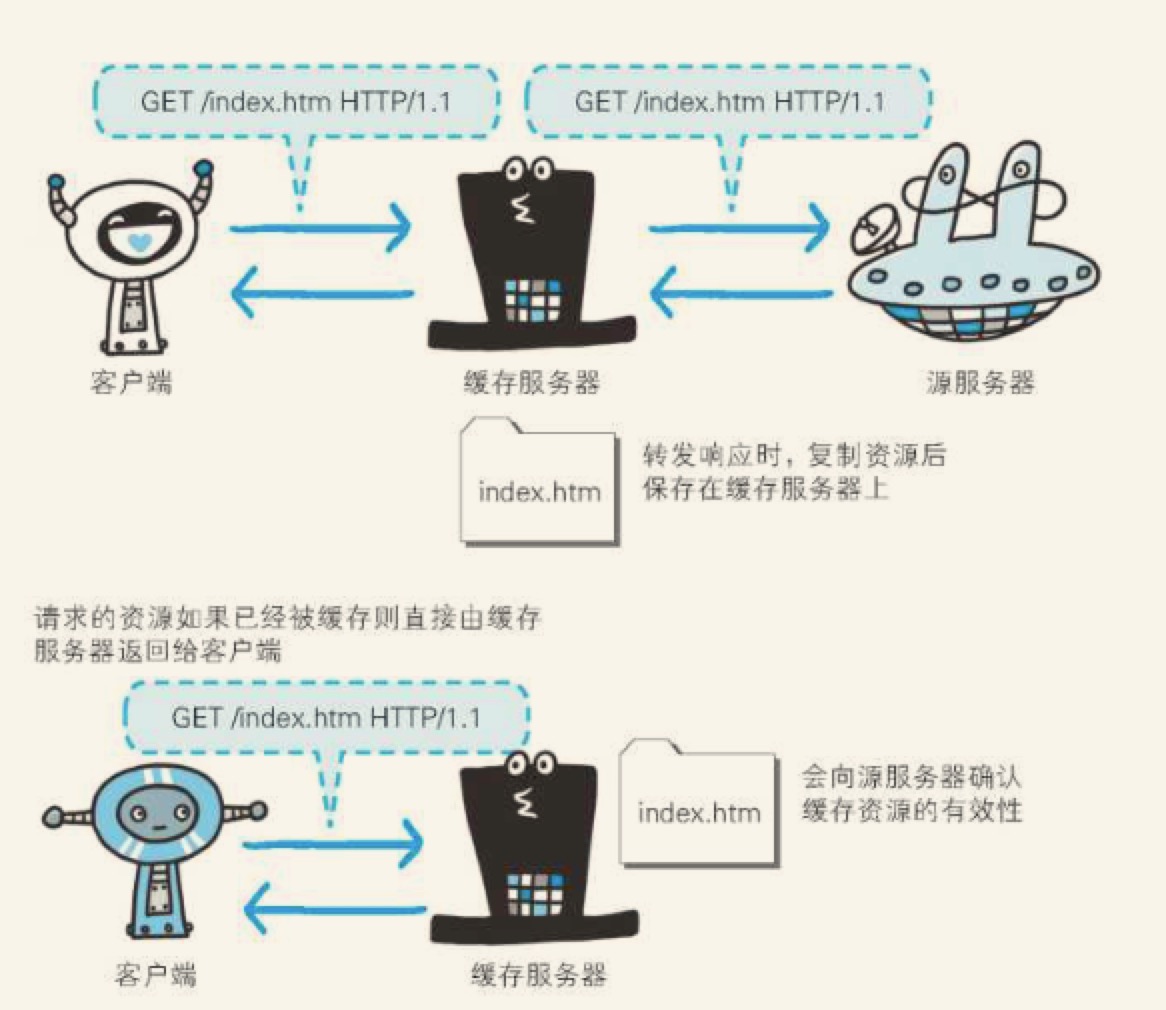 GET /index.htm HTTP/1.1
GET /index.htm HTTP/1.1
客户端
缓存服务器
源服务器
index.htm
转发响应时，复制资源后
保存在缓存服务器上
请求的资源如果已经被缓存则直接由缓存
服务器返回给客户端
GET /index.htm HTTP/1.1
index.htm
会向源服务器确认
缓存资源的有效性
客户端
缓存服务器